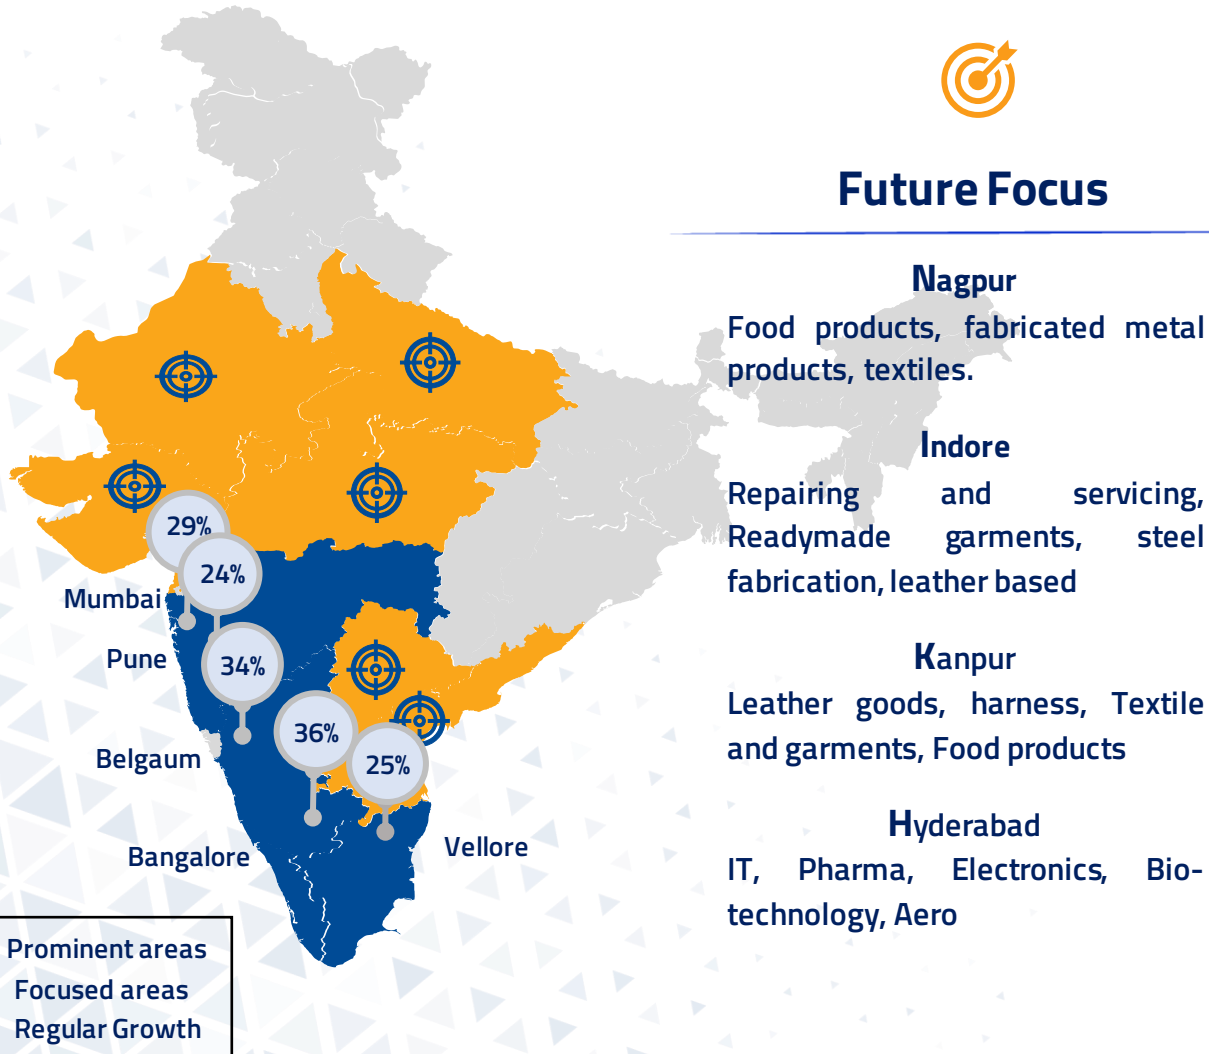 Future Focus
Nagpur
Food products, fabricated metal
products, textiles.
Indore
Repairing and servicing,
Readymade garments, steel
fabrication, leather based
Kanpur
Leather goods, harness, Textile
and garments, Food products
Hyderabad
IT, Pharma, Electronics, Bio-
technology, Aero
29%
24%
Mumbai
Pune
34%
36%
Belgaum
25%
Bangalore
Vellore
Prominent areas
Focused areas
Regular Growth